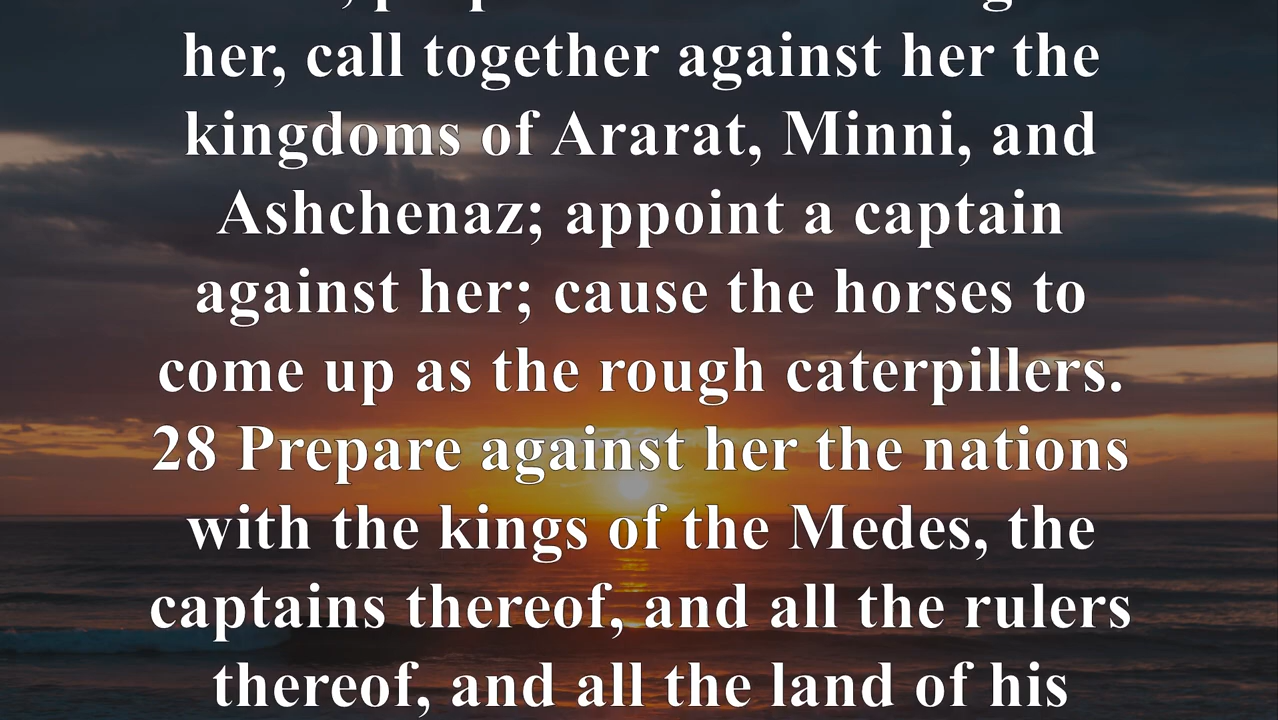 her, call together against her the
kingdoms of Ararat, Minni, and
Ashchenaz; appoint a captain
against her; cause the horses to
come up as the rough caterpillers.
28 Prepare against her the nations
with the kings of the Medes, the
captains thereof, and all the rulers
thereof, and all the land of his